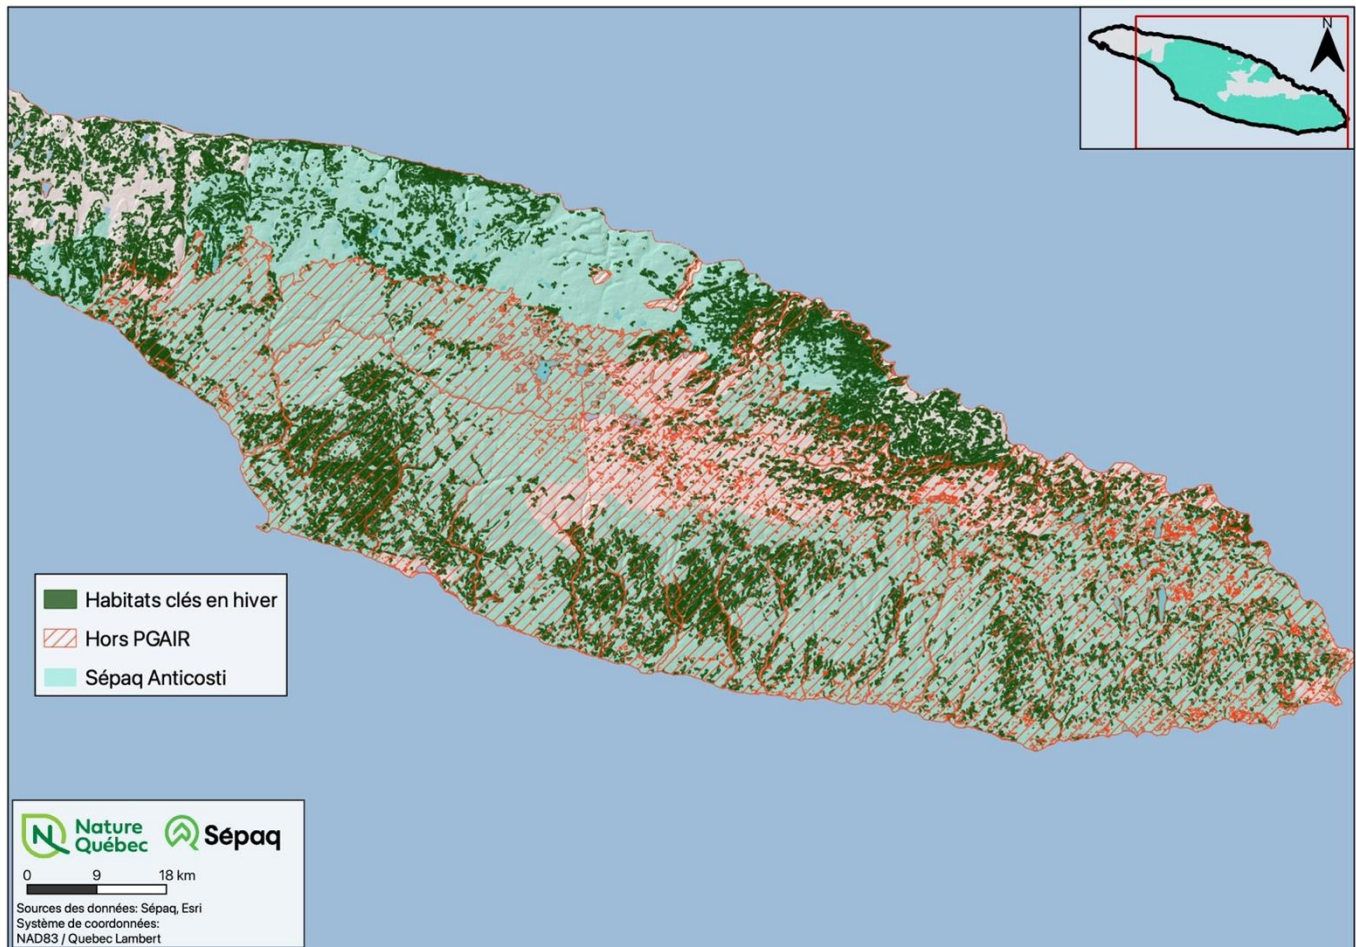 N
Habitats clés en hiver
Hors PGAIR
Sépaq Anticosti
Nature
Québec
Sépaq
0 9 18 km
Sources des données: Sépaq, Esri
Système de coordonnées:
NAD83 / Quebec Lambert